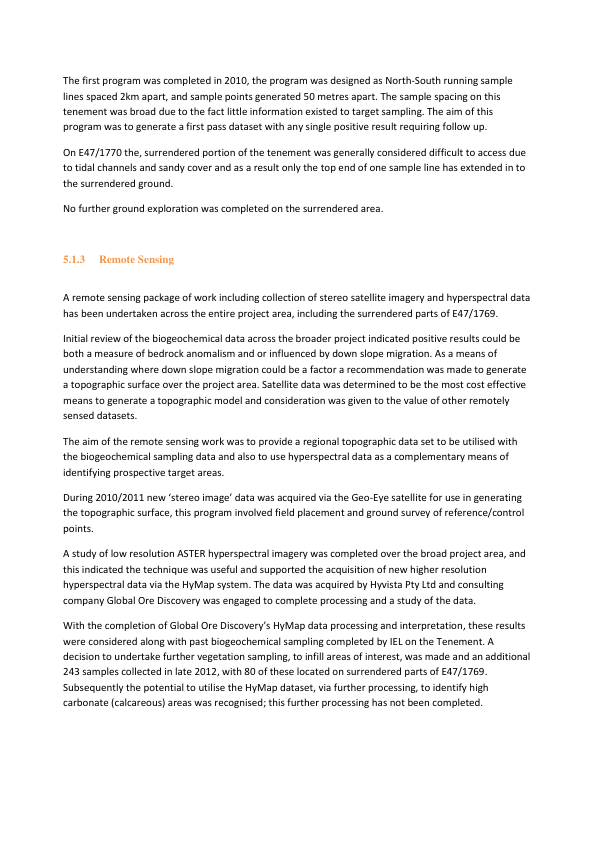 The first program was completed in 2010, the program was designed as North-South running sample
lines spaced 2km apart, and sample points generated 50 metres apart. The sample spacing on this
tenement was broad due to the fact little information existed to target sampling. The aim of this
program was to generate a first pass dataset with any single positive result requiring follow up.
On E47/1770 the, surrendered portion of the tenement was generally considered difficult to access due
to tidal channels and sandy cover and as a result only the top end of one sample line has extended in to
the surrendered ground.
No further ground exploration was completed on the surrendered area.
5.1.3 Remote Sensing
A remote sensing package of work including collection of stereo satellite imagery and hyperspectral data
has been undertaken across the entire project area, including the surrendered parts of E47/1769.
Initial review of the biogeochemical data across the broader project indicated positive results could be
both a measure of bedrock anomalism and or influenced by down slope migration. As a means of
understanding where down slope migration could be a factor a recommendation was made to generate
a topographic surface over the project area. Satellite data was determined to be the most cost effective
means to generate a topographic model and consideration was given to the value of other remotely
sensed datasets.
The aim of the remote sensing work was to provide a regional topographic data set to be utilised with
the biogeochemical sampling data and also to use hyperspectral data as a complementary means of
identifying prospective target areas.
During 2010/2011 new ‘stereo image’ data was acquired via the Geo-Eye satellite for use in generating
the topographic surface, this program involved field placement and ground survey of reference/control
points.
A study of low resolution ASTER hyperspectral imagery was completed over the broad project area, and
this indicated the technique was useful and supported the acquisition of new higher resolution
hyperspectral data via the HyMap system. The data was acquired by Hyvista Pty Ltd and consulting
company Global Ore Discovery was engaged to complete processing and a study of the data.
With the completion of Global Ore Discovery’s HyMap data processing and interpretation, these results
were considered along with past biogeochemical sampling completed by IEL on the Tenement. A
decision to undertake further vegetation sampling, to infill areas of interest, was made and an additional
243 samples collected in late 2012, with 80 of these located on surrendered parts of E47/1769.
Subsequently the potential to utilise the HyMap dataset, via further processing, to identify high
carbonate (calcareous) areas was recognised; this further processing has not been completed.